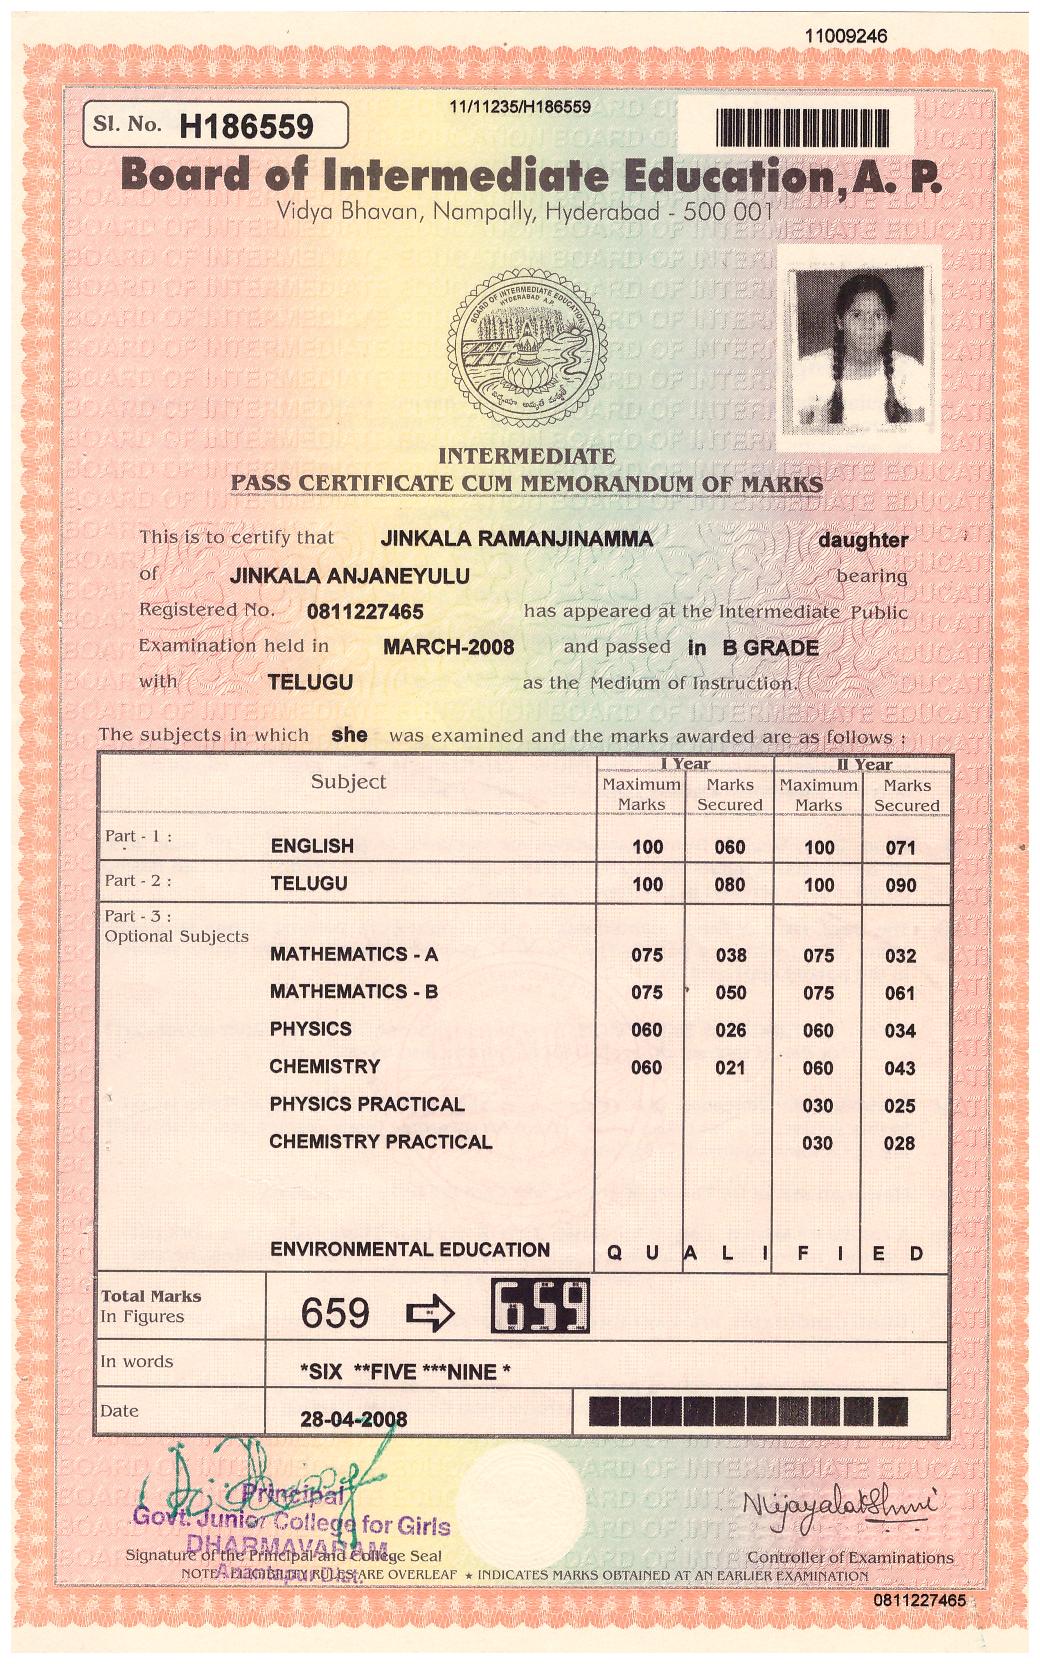 11009246
Sl. No. H186559
11/11235/H186559
Board of Intermediate Education, A. P.
Vidya Bhavan, Nampally, Hyderabad - 500 001
BOARD OF INTERMEDIATE EDUCATION
HYDERABAD A.P.
INTERMEDIATE
PASS CERTIFICATE CUM MEMORANDUM OF MARKS
This is to certify that JINKALA RAMANJINAMMA daughter
of JINKALA ANJANEYULU bearing
Registered No. 0811227465 has appeared at the Intermediate Public
Examination held in MARCH-2008 and passed in B GRADE
with TELUGU as the Medium of Instruction.
The subjects in which she was examined and the marks awarded are as follows :
Subject I Year II Year
Maximum Marks Marks Secured Maximum Marks Marks Secured
Part - 1 : ENGLISH 100 060 100 071
Part - 2 : TELUGU 100 080 100 090
Part - 3 :
Optional Subjects
MATHEMATICS - A 075 038 075 032
MATHEMATICS - B 075 050 075 061
PHYSICS 060 026 060 034
CHEMISTRY 060 021 060 043
PHYSICS PRACTICAL 030 025
CHEMISTRY PRACTICAL 030 028
ENVIRONMENTAL EDUCATION Q U A L I F I E D
Total Marks
In Figures 659 659
In words *SIX **FIVE ***NINE *
Date 28-04-2008
Principal
Govt. Junior College for Girls
DHARMAVARAM
Anantapur Dist.
Vijayalakshmi
Signature of the Principal and College Seal Controller of Examinations
NOTE : ELIGIBILITY RULES ARE OVERLEAF ★ INDICATES MARKS OBTAINED AT AN EARLIER EXAMINATION
0811227465